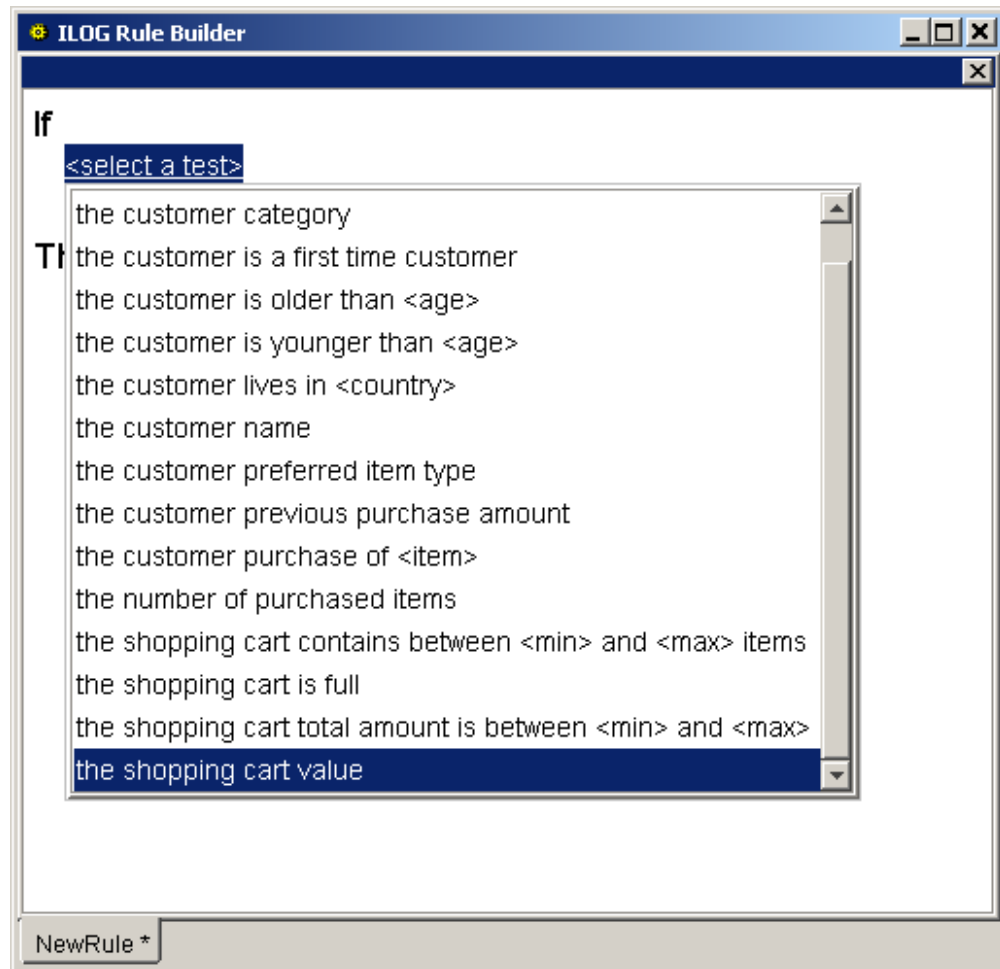 ILOG Rule Builder
If
<select a test>
the customer category
Th
the customer is a first time customer
the customer is older than <age>
the customer is younger than <age>
the customer lives in <country>
the customer name
the customer preferred item type
the customer previous purchase amount
the customer purchase of <item>
the number of purchased items
the shopping cart contains between <min> and <max> items
the shopping cart is full
the shopping cart total amount is between <min> and <max>
the shopping cart value
NewRule *